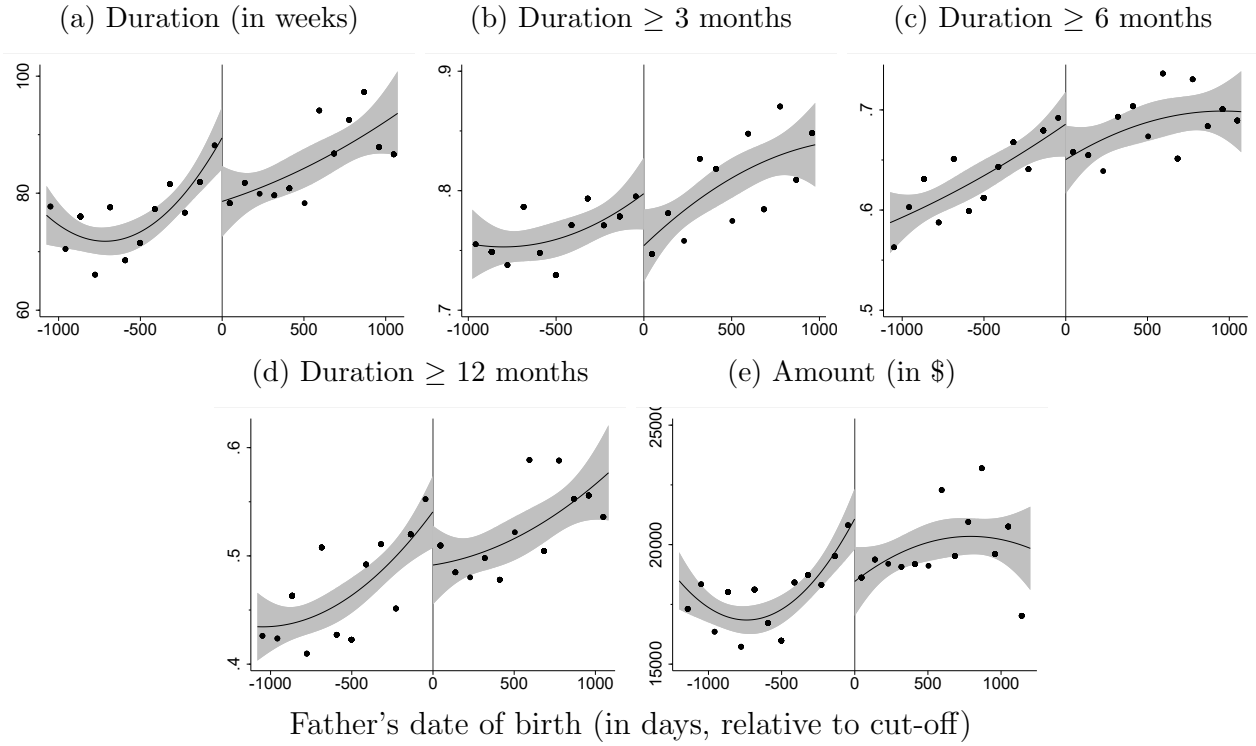 (a) Duration (in weeks)
(b) Duration ≥ 3 months
(c) Duration ≥ 6 months
100
80
60
-1000 -500 0 500 1000
.9
.8
.7
-1000 -500 0 500 1000
.7
.6
.5
-1000 -500 0 500 1000
(d) Duration ≥ 12 months
(e) Amount (in $)
.6
.5
.4
-1000 -500 0 500 1000
25000
20000
15000
-1000 -500 0 500 1000
Father's date of birth (in days, relative to cut-off)